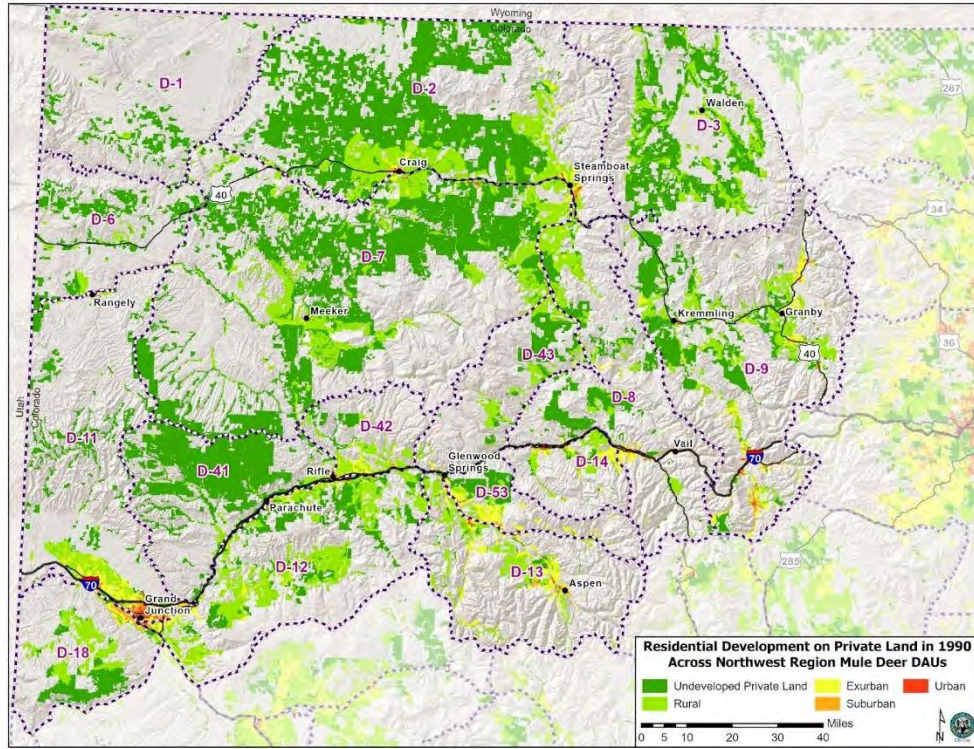 Wyoming
Colorado
D-1
D-2
287
Walden
D-3
Craig
Steamboat
Springs
40
34
D-6
D-7
Rangely
Meeker
Kremmling
Granby
36
40
D-43
D-9
D-8
Utah
Colorado
D-11
D-42
Glenwood
Springs
Vail
70
D-41
Rifle
D-14
D-53
Parachute
285
D-12
D-13
Aspen
70
Grand
Junction
D-18
Residential Development on Private Land in 1990
Across Northwest Region Mule Deer DAUs
Undeveloped Private Land
Exurban
Urban
Rural
Suburban
Miles
0 5 10 20 30 40
N